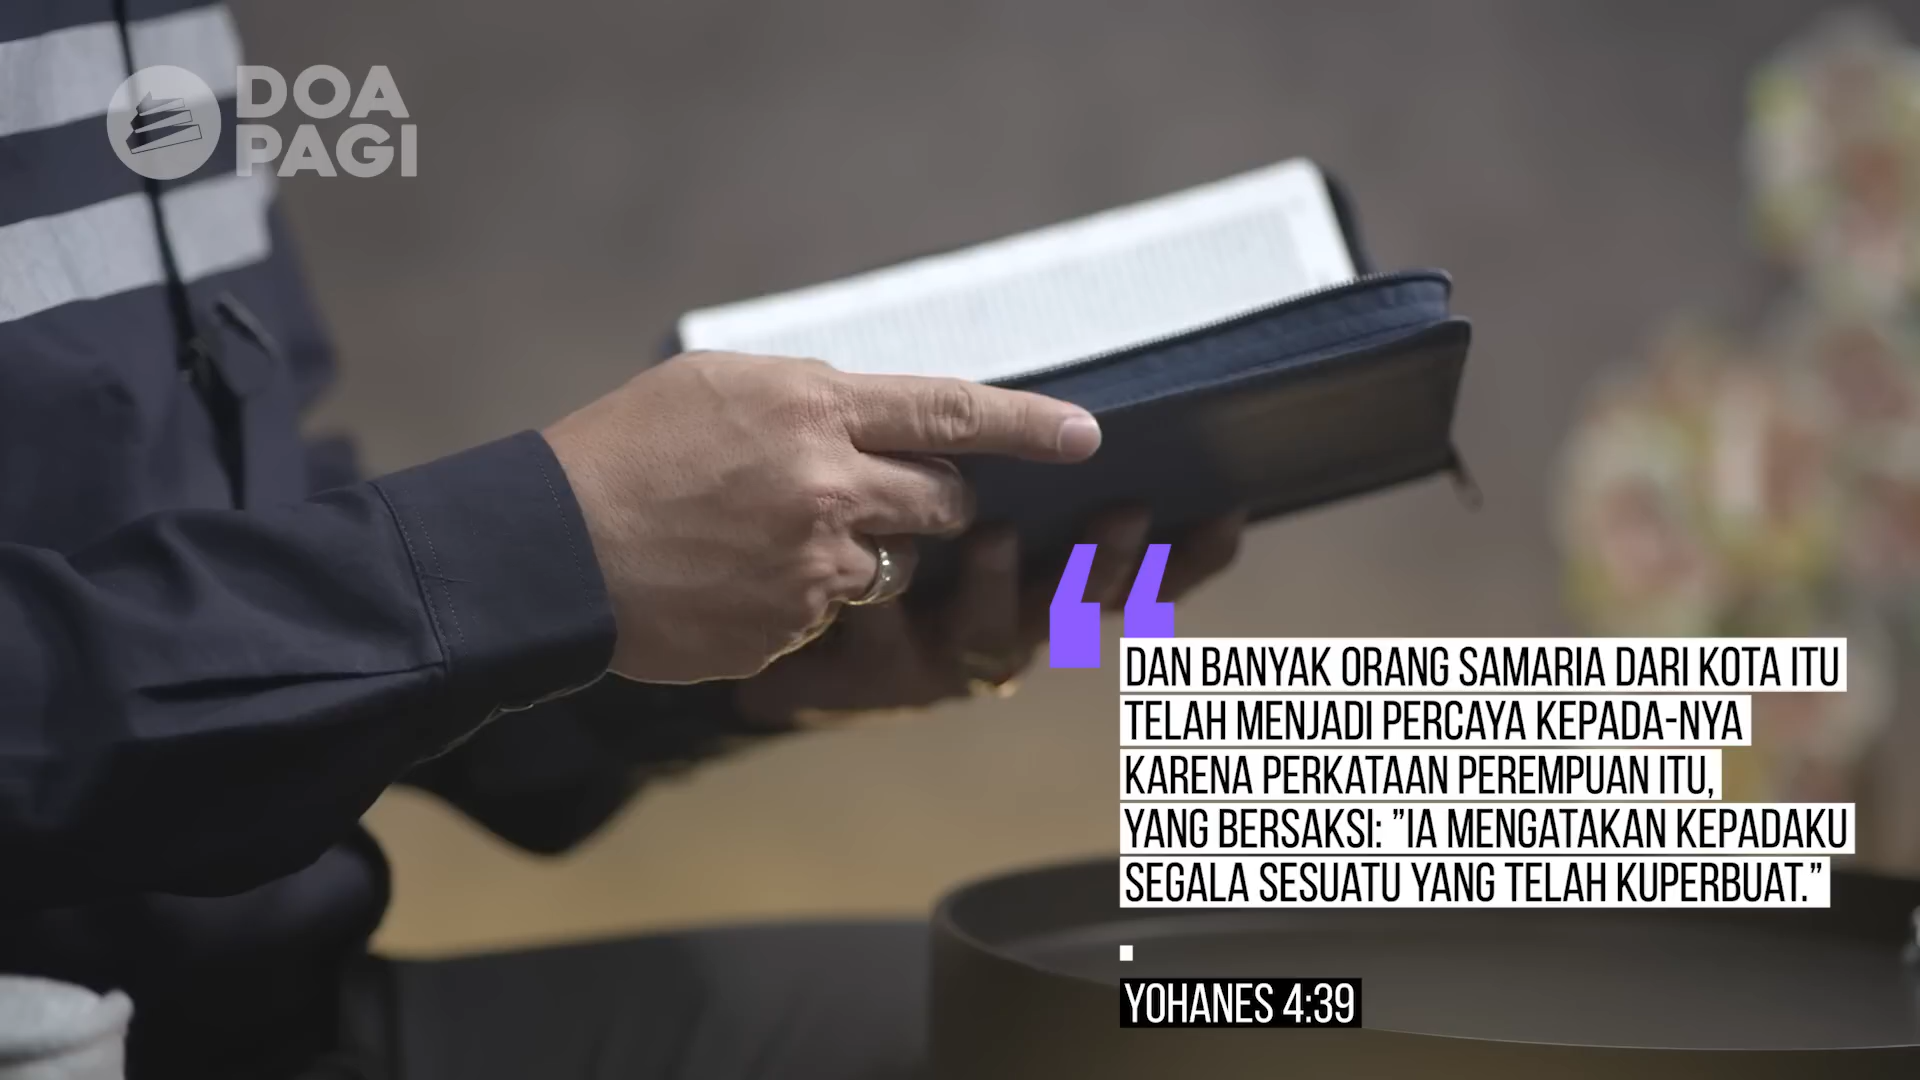 DOA
PAGI
“
DAN BANYAK ORANG SAMARIA DARI KOTA ITU
TELAH MENJADI PERCAYA KEPADA-NYA
KARENA PERKATAAN PEREMPUAN ITU,
YANG BERSAKSI: ”IA MENGATAKAN KEPADAKU
SEGALA SESUATU YANG TELAH KUPERBUAT.”
YOHANES 4:39